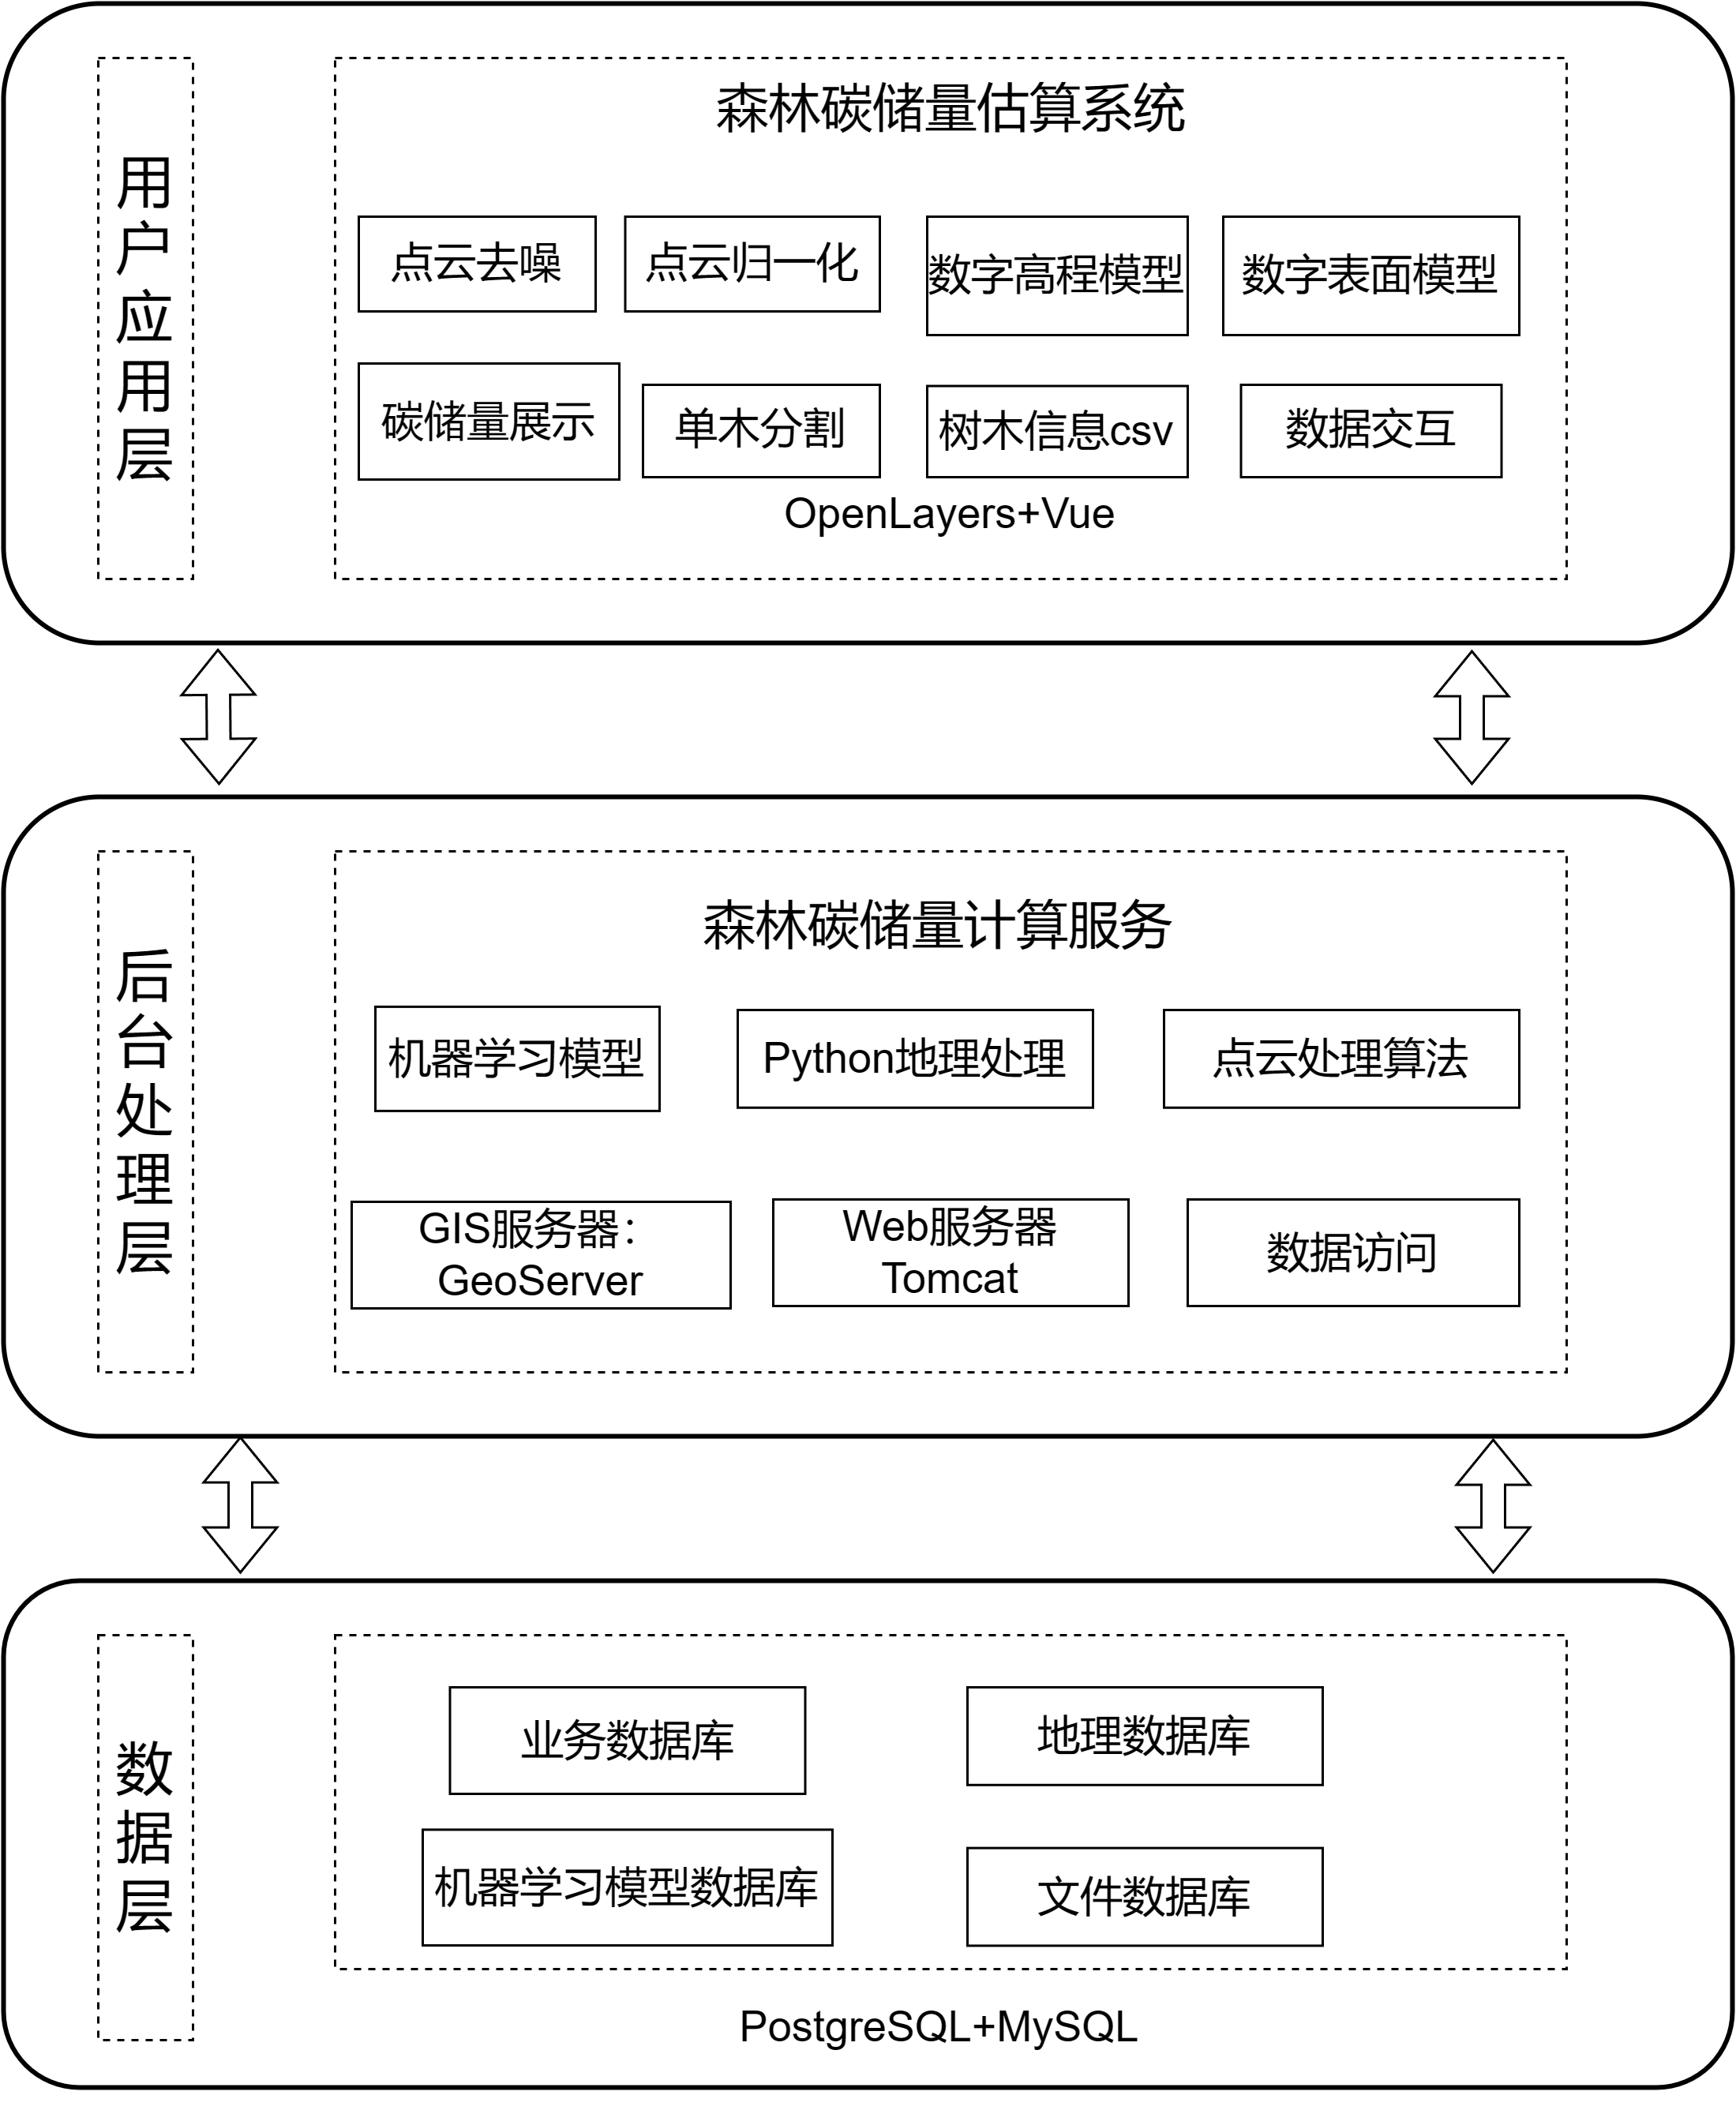 用户应用层
森林碳储量估算系统
点云去噪
点云归一化
数字高程模型
数字表面模型
碳储量展示
单木分割
树木信息csv
数据交互
OpenLayers+Vue
后台处理层
森林碳储量计算服务
机器学习模型
Python地理处理
点云处理算法
GIS服务器：
GeoServer
Web服务器
Tomcat
数据访问
数据层
业务数据库
地理数据库
机器学习模型数据库
文件数据库
PostgreSQL+MySQL